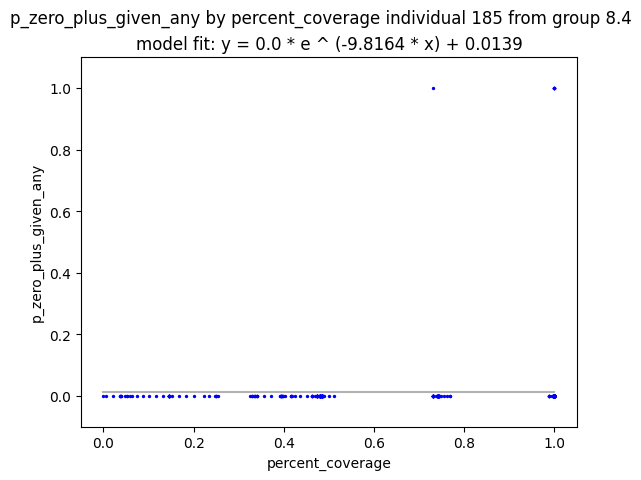 p_zero_plus_given_any by percent_coverage individual 185 from group 8.4
model fit: y = 0.0 * e ^ (-9.8164 * x) + 0.0139
1.0
0.8
0.6
0.4
0.2
0.0
p_zero_plus_given_any
0.0 0.2 0.4 0.6 0.8 1.0
percent_coverage